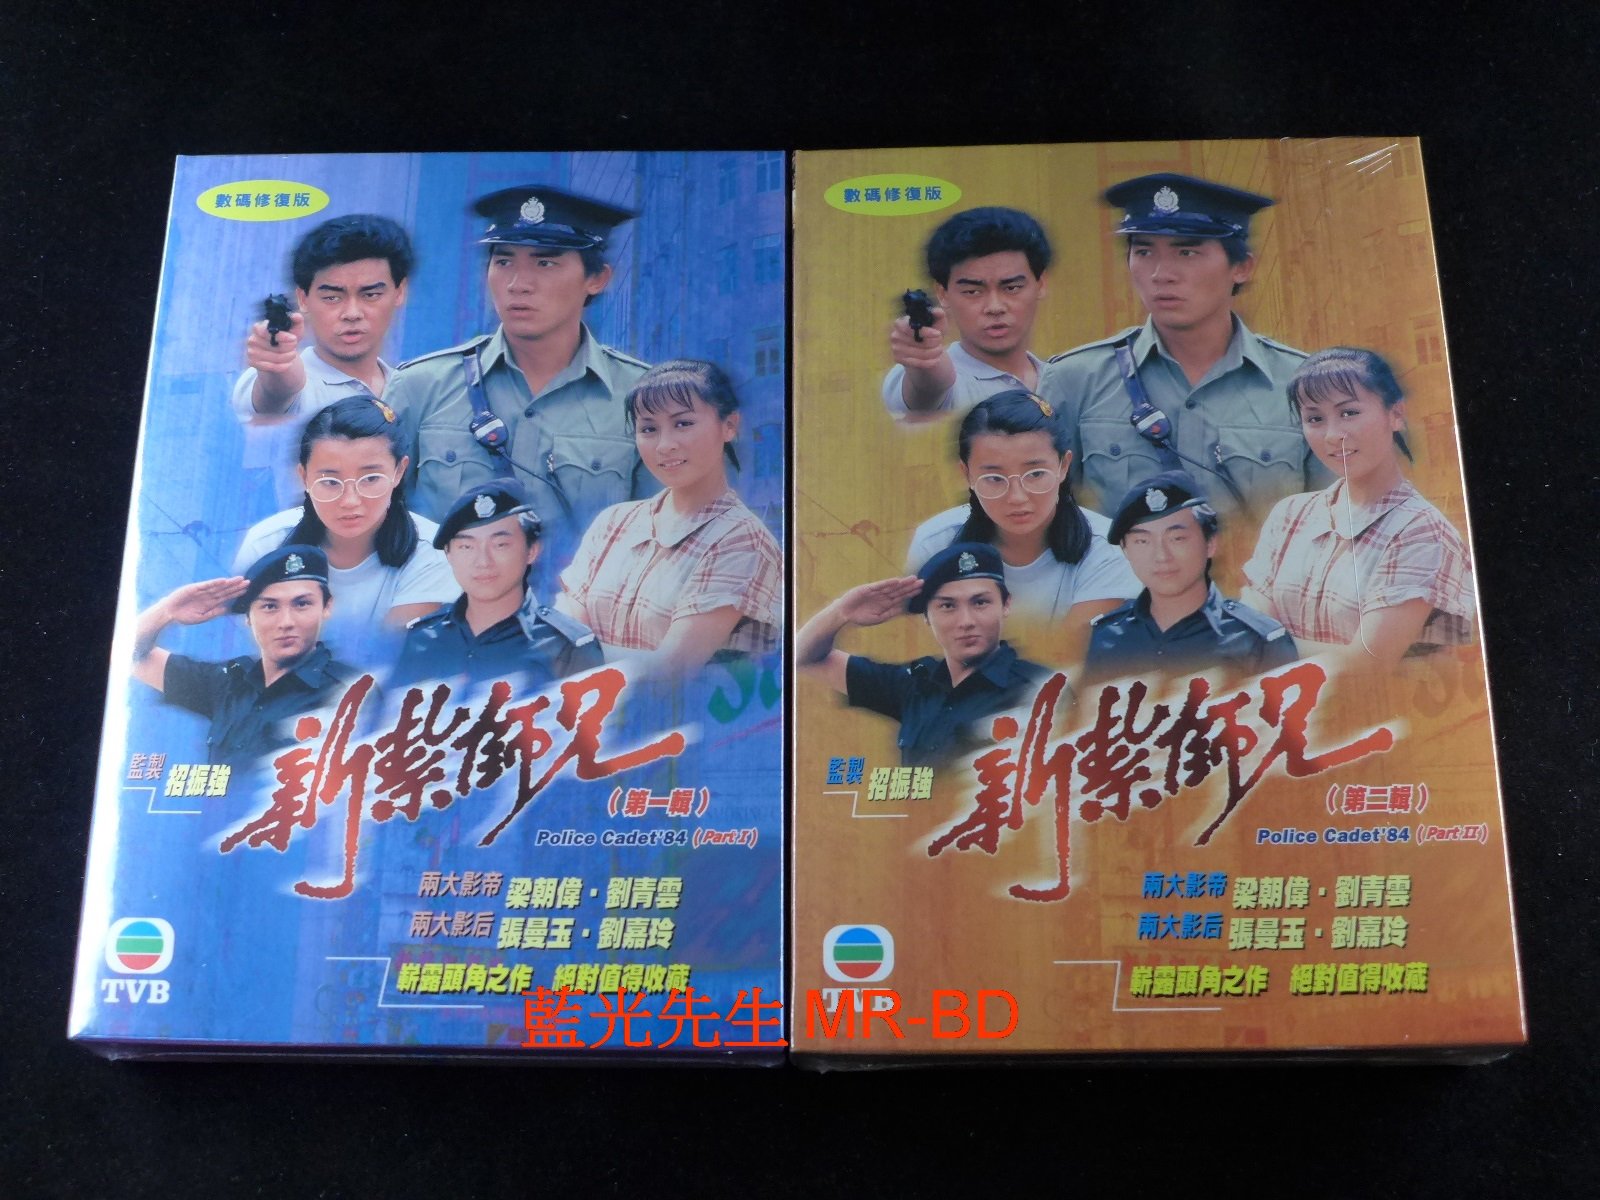 數碼修復版
新紮師兄
監製
招振強
(第一輯)
Police Cadet'84 (Part I)
兩大影帝 梁朝偉·劉青雲
兩大影后 張曼玉·劉嘉玲
嶄露頭角之作 絕對值得收藏
TVB
數碼修復版
新紮師兄
監製
招振強
(第二輯)
Police Cadet'84 (Part II)
兩大影帝 梁朝偉·劉青雲
兩大影后 張曼玉·劉嘉玲
嶄露頭角之作 絕對值得收藏
TVB
藍光先生 MR-BD